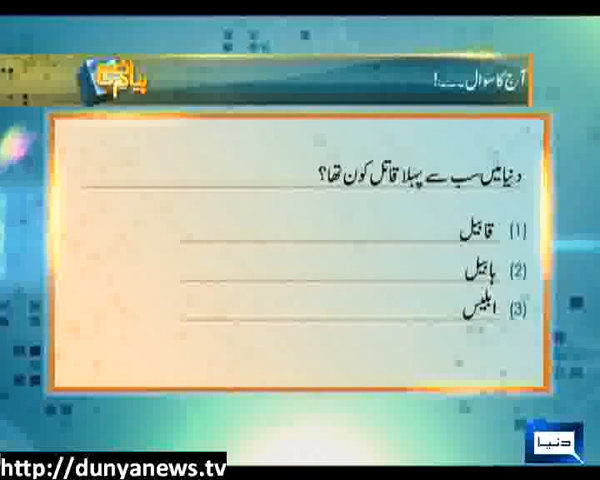 آج کا سوال ۔۔۔!
دنیا میں سب سے پہلا قاتل کون تھا؟
(1) قابیل
(2) ہابیل
(3) ابلیس
دنیا
http://dunyanews.tv